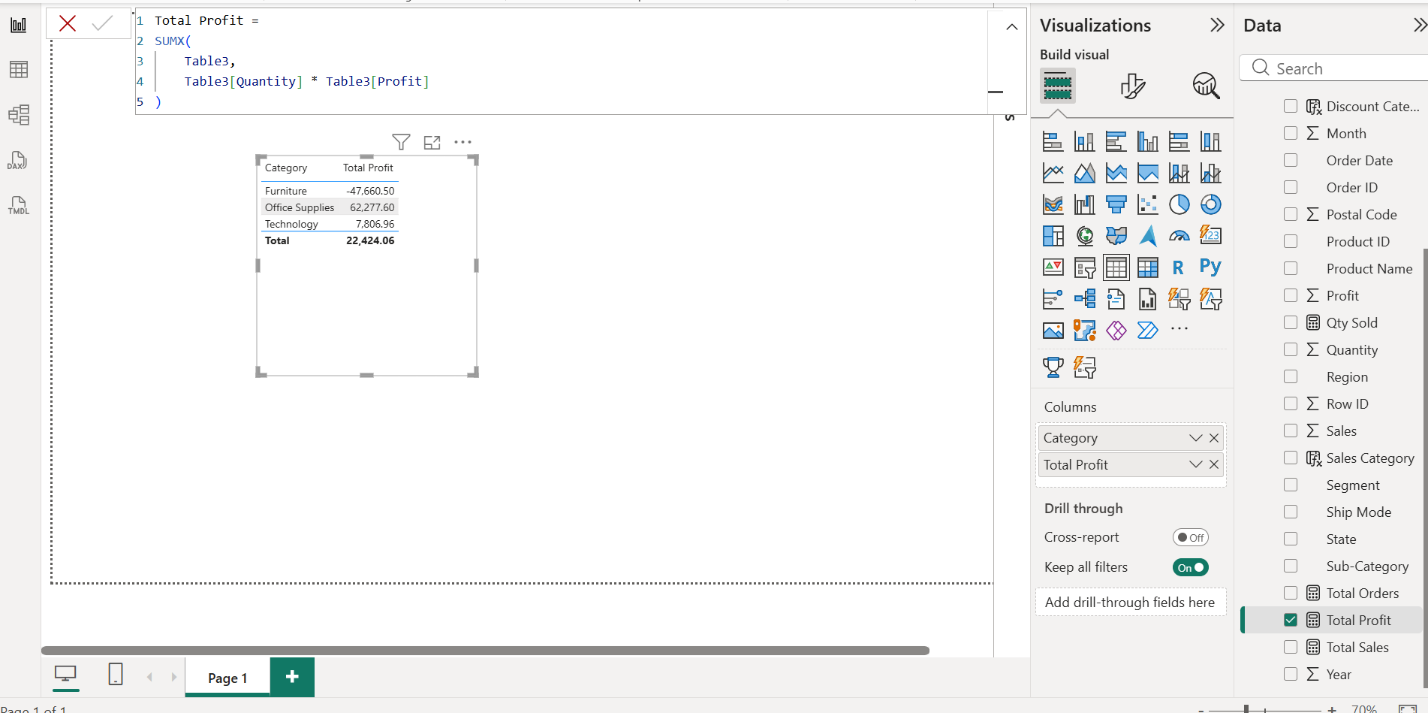 1 Total Profit =
2 SUMX(
3 Table3,
4 Table3[Quantity] * Table3[Profit]
5 )
Category Total Profit
Furniture -47,660.50
Office Supplies 62,277.60
Technology 7,806.96
Total 22,424.06
DAX
TMDL
Visualizations
Build visual
123
R
Py
Columns
Category
Total Profit
Drill through
Cross-report Off
Keep all filters On
Add drill-through fields here
Data
Search
Discount Cate...
Month
Order Date
Order ID
Postal Code
Product ID
Product Name
Profit
Qty Sold
Quantity
Region
Row ID
Sales
Sales Category
Segment
Ship Mode
State
Sub-Category
Total Orders
Total Profit
Total Sales
Year
Page 1
Page 1 of 1
70%